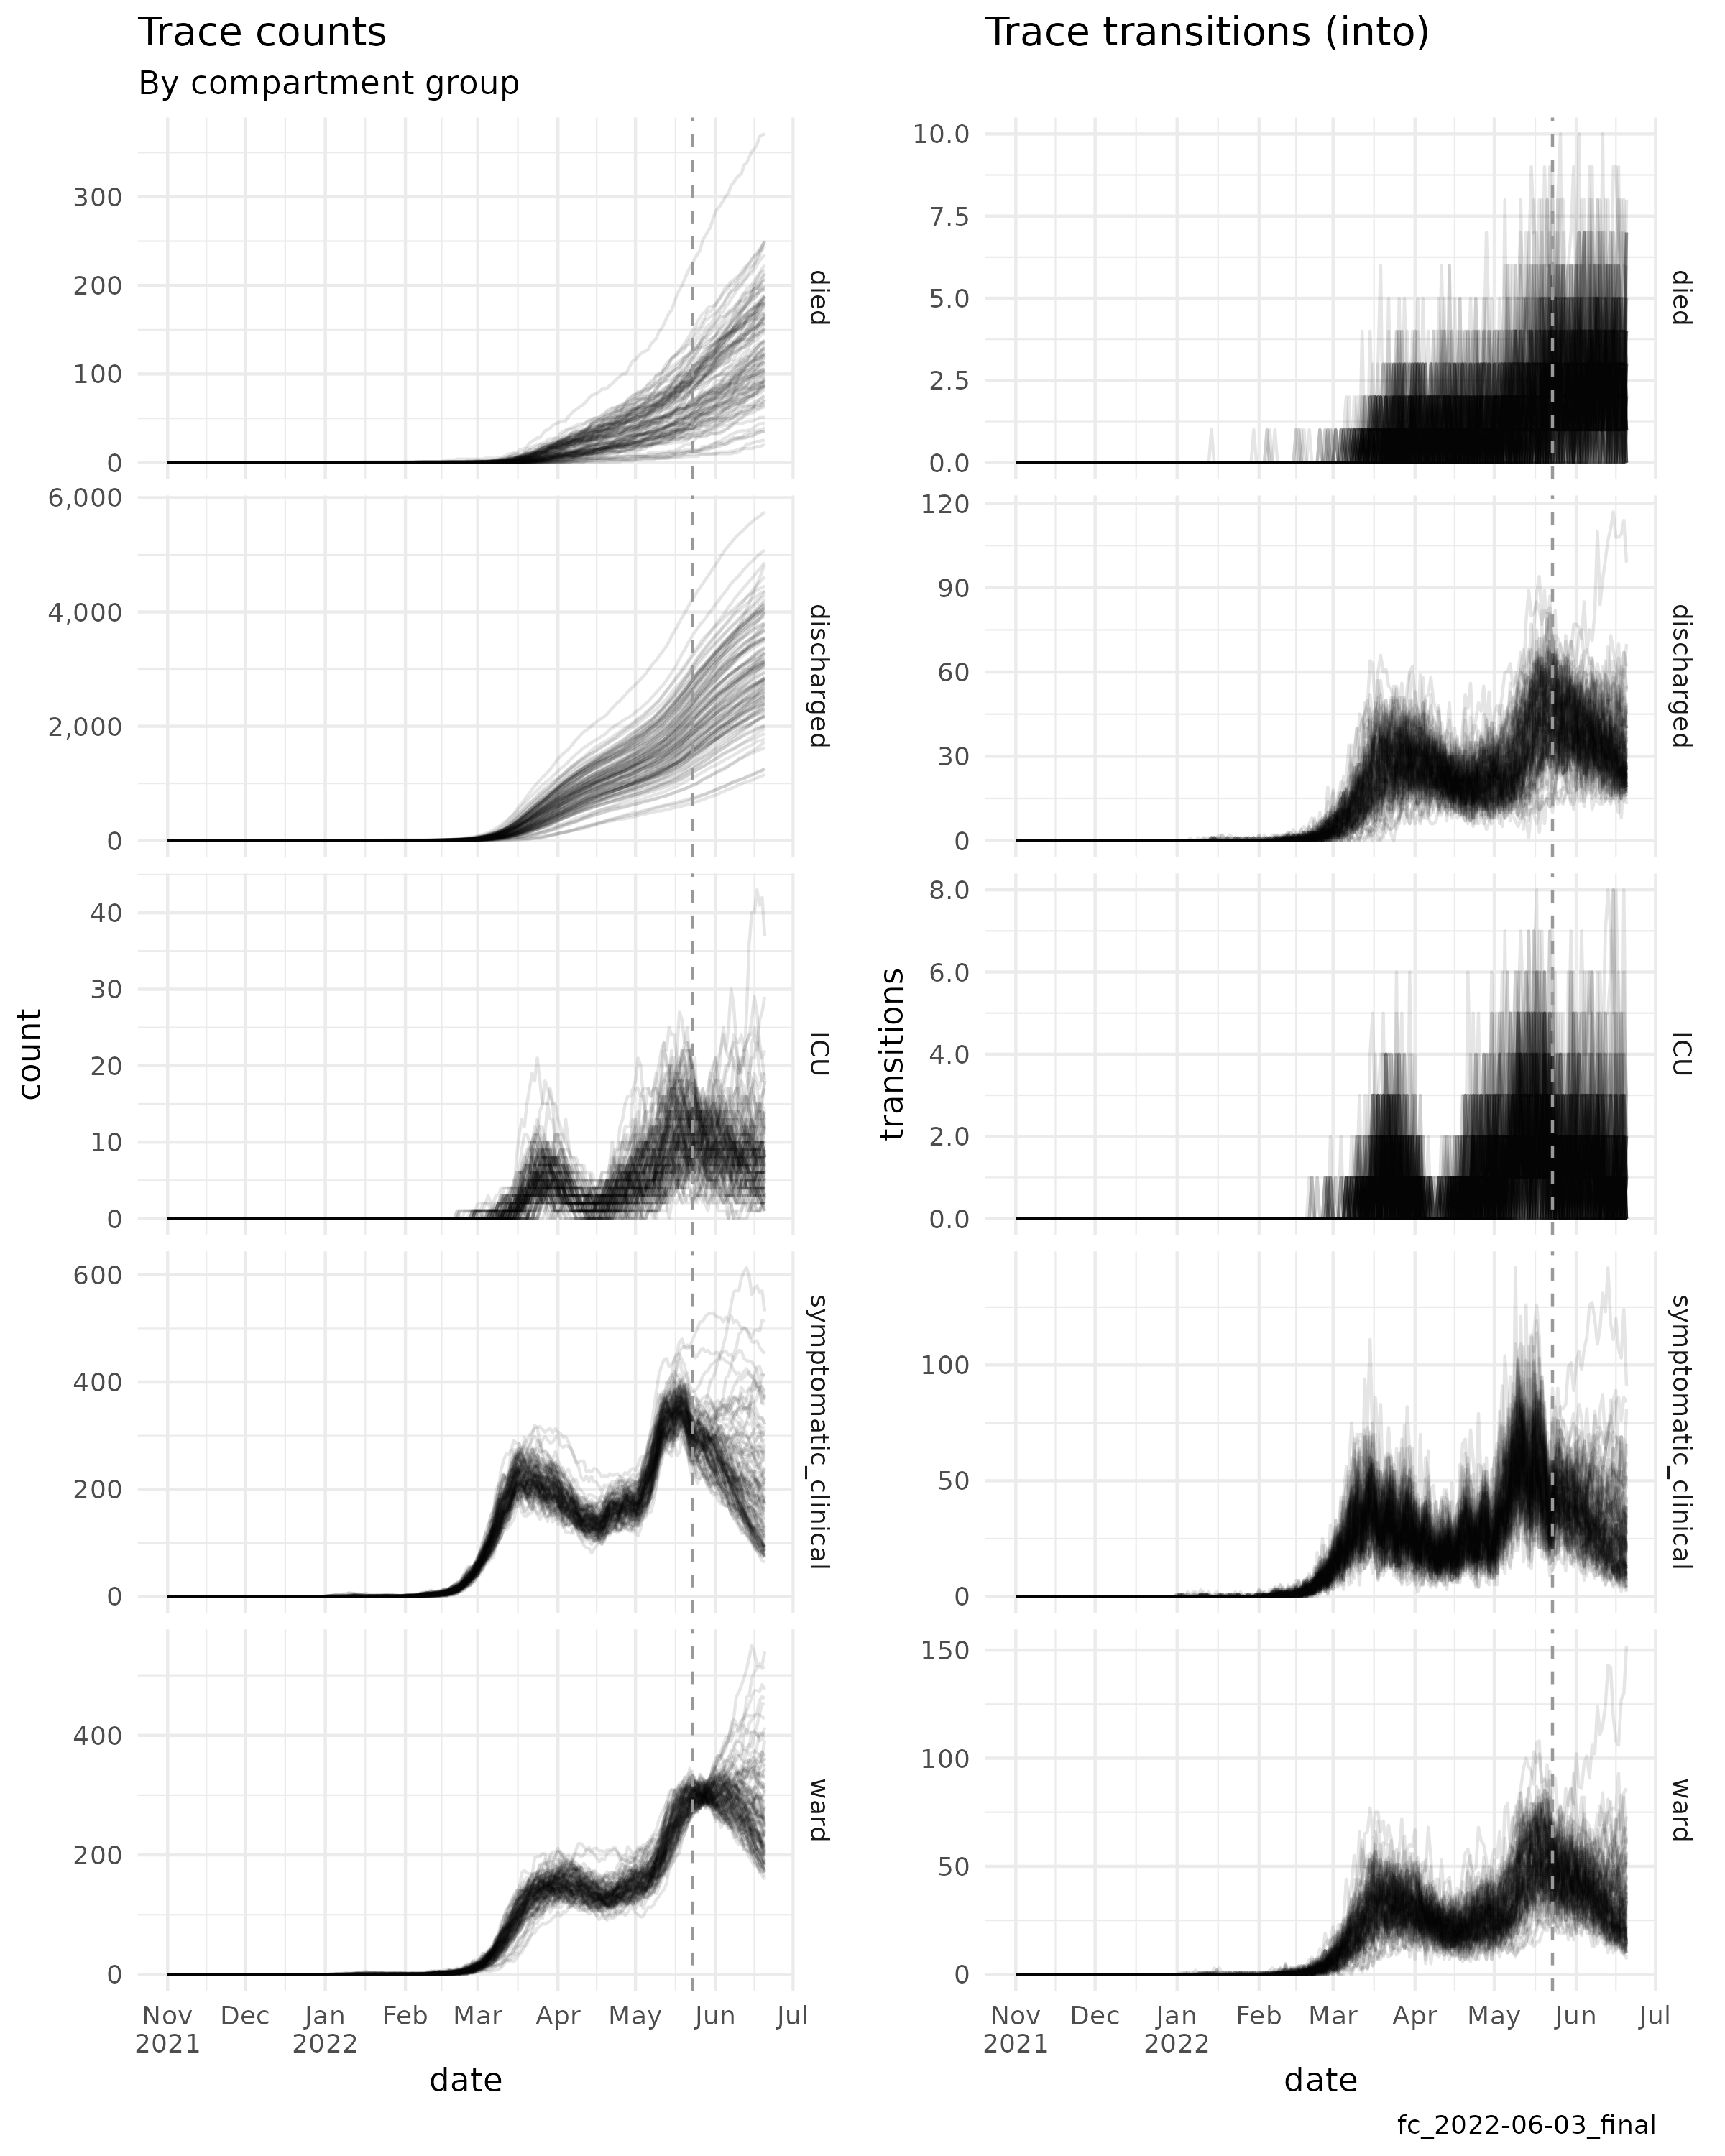 Trace counts
By compartment group
Trace transitions (into)
count
300
200
100
0
died
6,000
4,000
2,000
0
discharged
40
30
20
10
0
ICU
600
400
200
0
symptomatic_clinical
400
200
0
ward
Nov Dec Jan Feb Mar Apr May Jun Jul
2021 2022
date
transitions
10.0
7.5
5.0
2.5
0.0
died
120
90
60
30
0
discharged
8.0
6.0
4.0
2.0
0.0
ICU
100
50
0
symptomatic_clinical
150
100
50
0
ward
Nov Dec Jan Feb Mar Apr May Jun Jul
2021 2022
date
fc_2022-06-03_final